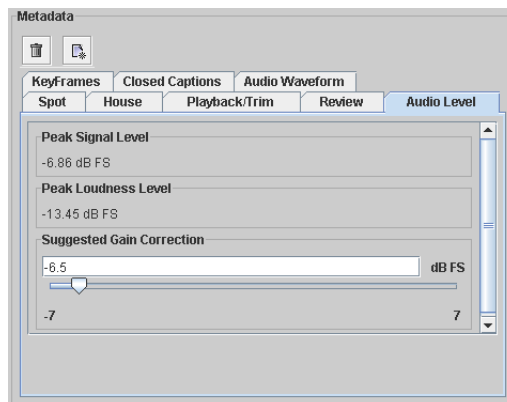 Metadata
KeyFrames Closed Captions Audio Waveform
Spot House Playback/Trim Review Audio Level
Peak Signal Level
-6.86 dB FS
Peak Loudness Level
-13.45 dB FS
Suggested Gain Correction
-6.5 dB FS
-7 7